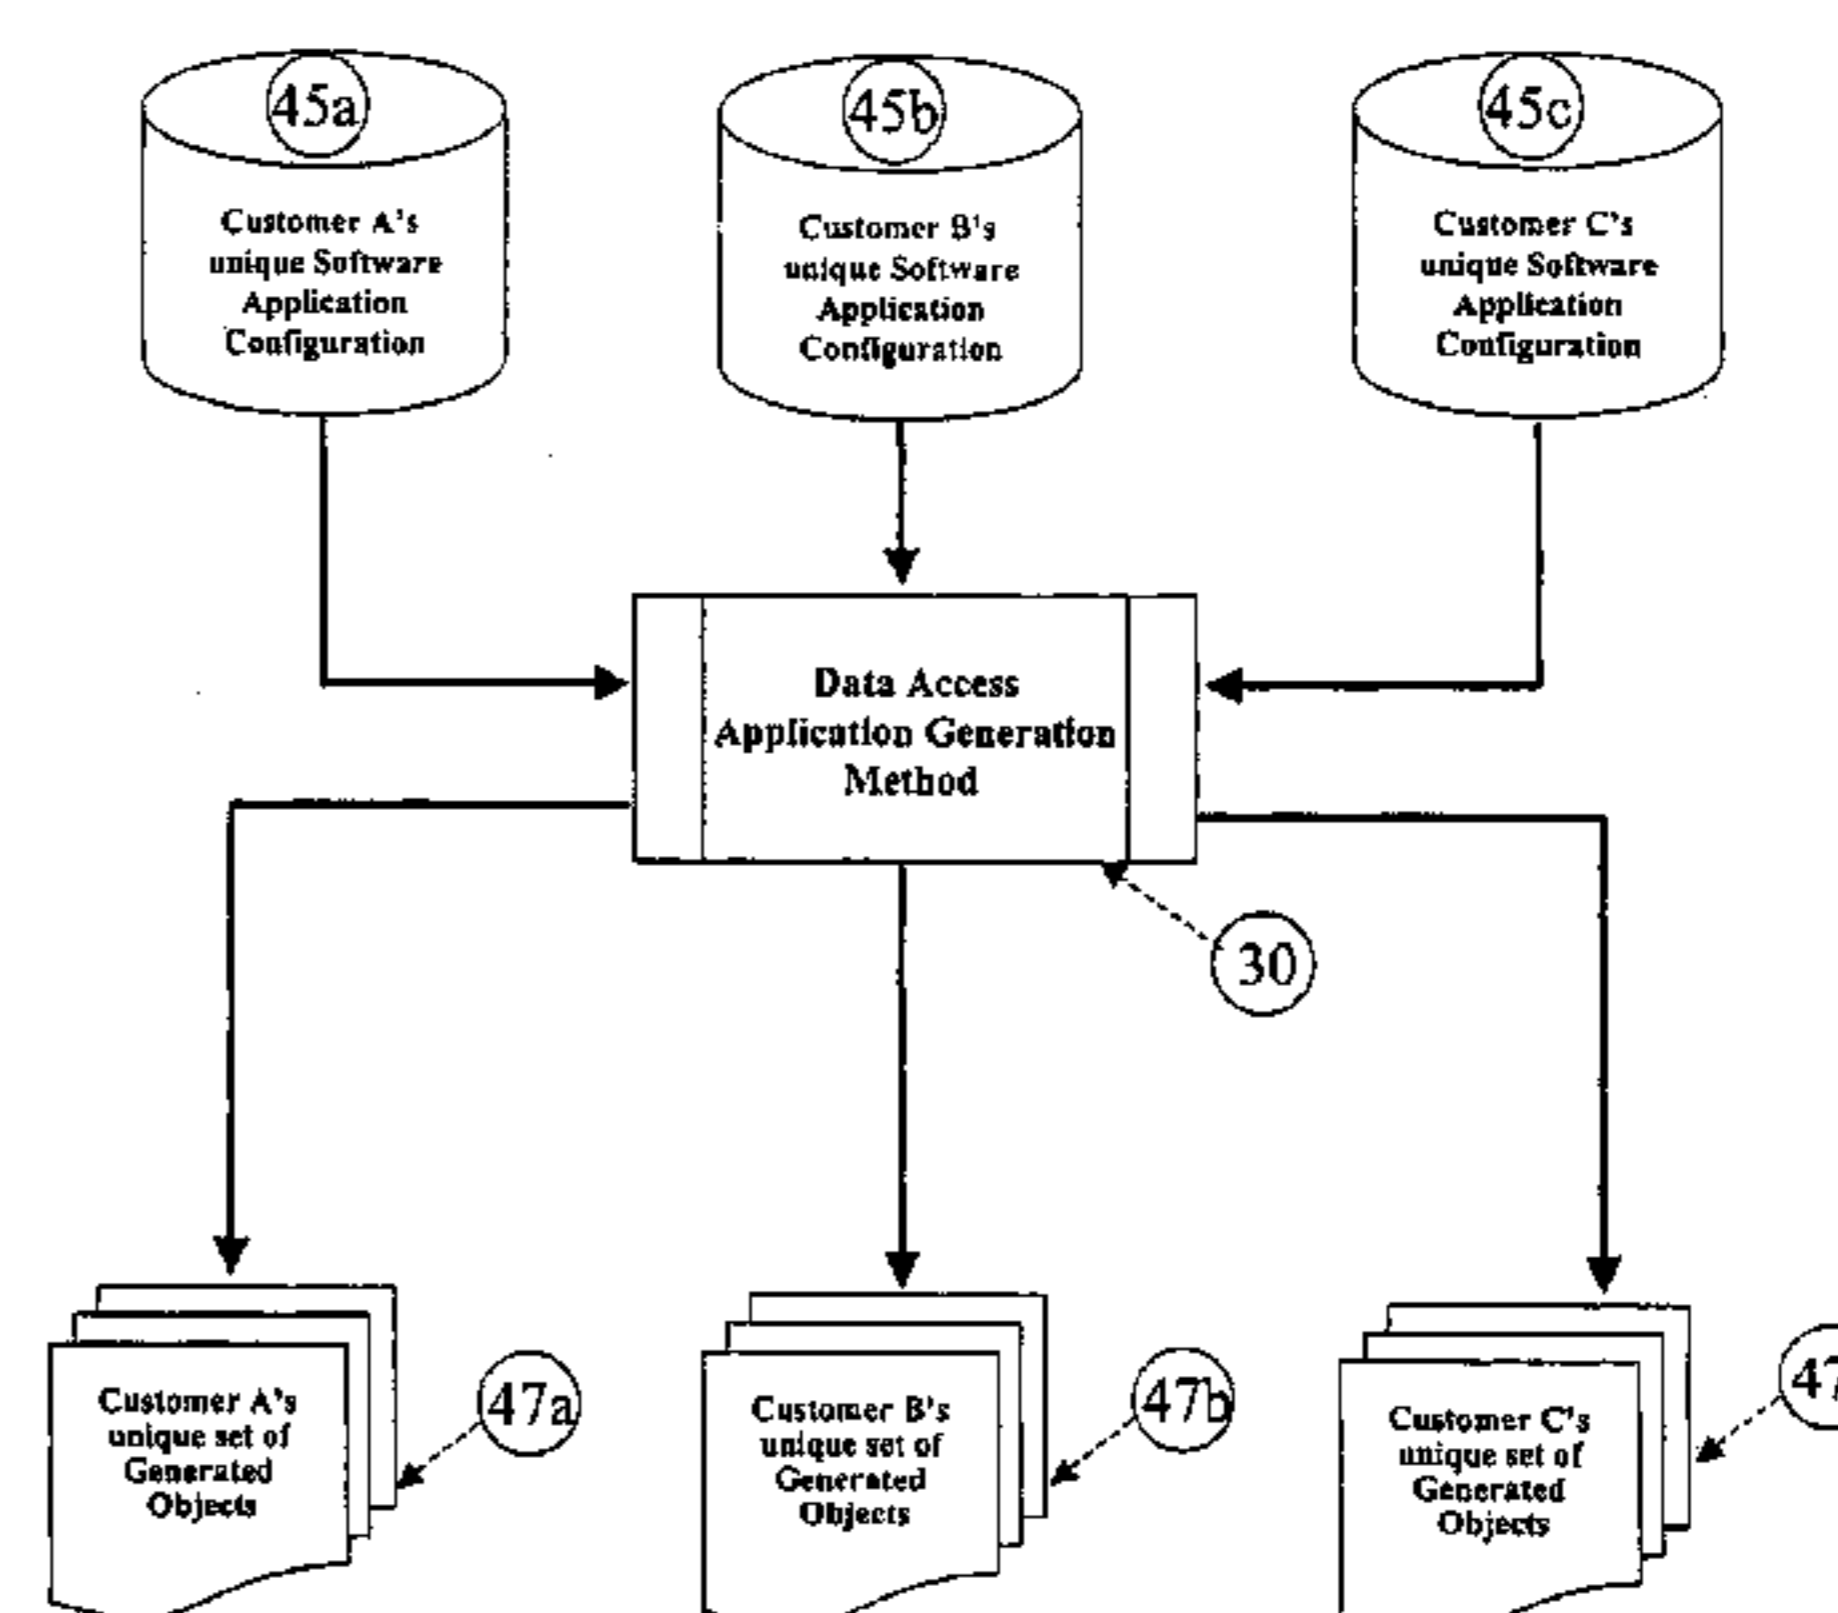 45a
45b
45c
Customer A's
unique Software
Application
Configuration
Customer B's
unique Software
Application
Configuration
Customer C's
unique Software
Application
Configuration
Data Access
Application Generation
Method
30
47a
47b
47
Customer A's
unique set of
Generated
Objects
Customer B's
unique set of
Generated
Objects
Customer C's
unique set of
Generated
Objects